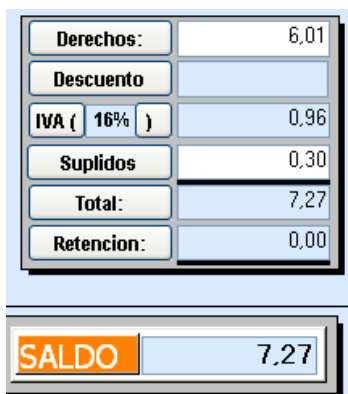 Derechos: 6,01
Descuento
IVA ( 16% ) 0,96
Suplidos 0,30
Total: 7,27
Retencion: 0,00
SALDO 7,27